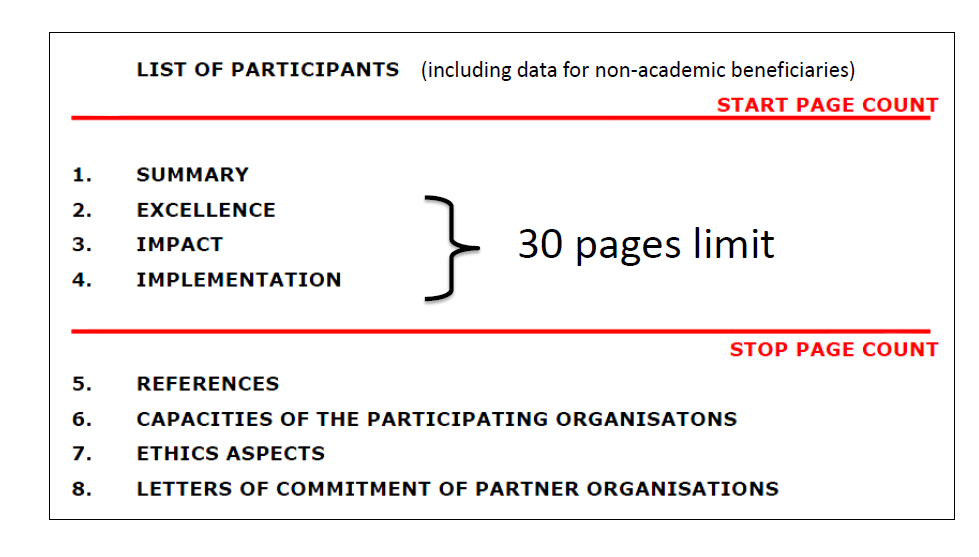 LIST OF PARTICIPANTS (including data for non-academic beneficiaries)
START PAGE COUNT
1. SUMMARY
2. EXCELLENCE
3. IMPACT
30 pages limit
4. IMPLEMENTATION
STOP PAGE COUNT
5. REFERENCES
6. CAPACITIES OF THE PARTICIPATING ORGANISATONS
7. ETHICS ASPECTS
8. LETTERS OF COMMITMENT OF PARTNER ORGANISATIONS